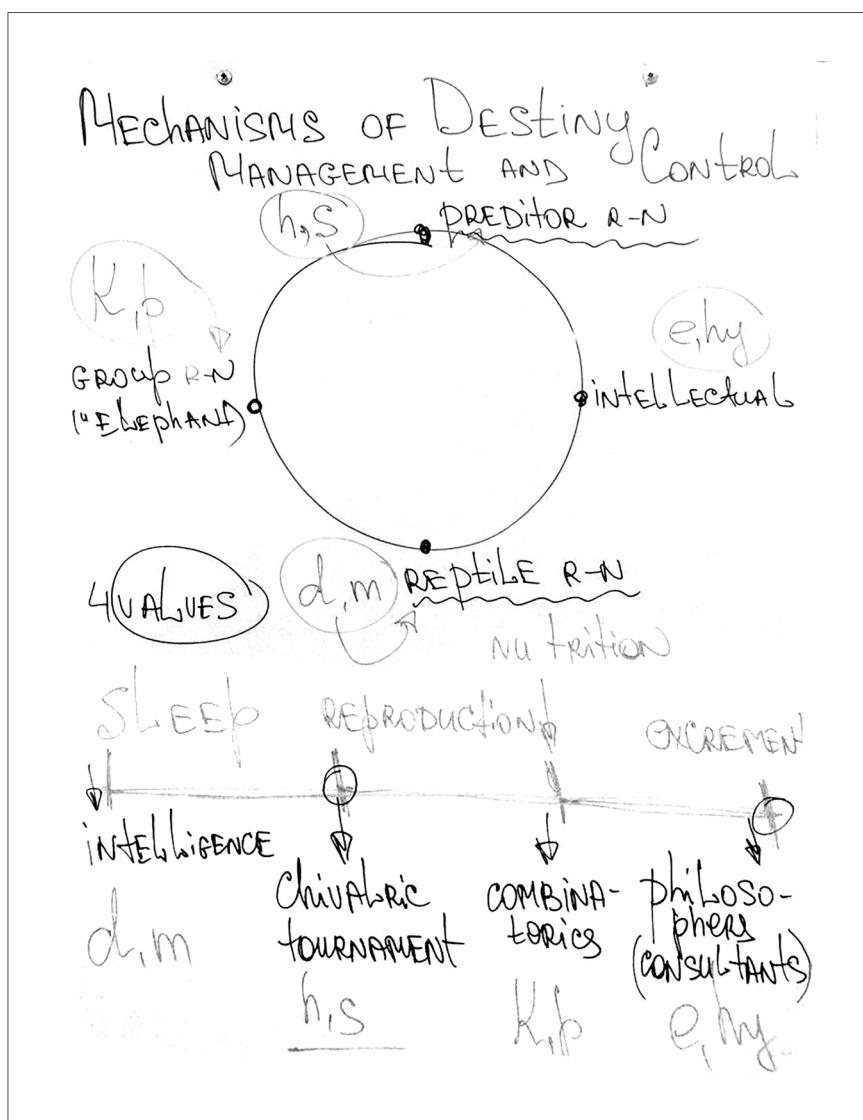 MECHANISMS OF DESTINY
MANAGEMENT AND CONTROL
h,s
PREDITOR R-N
K,p
e,hy
GROUP R-N
("ELEPHANT)
INTELLECTUAL
4 VALUES
d,m
REPTILE R-N
NUTRITION
SLEEP
REPRODUCTION
EXCREMEN
INTELLIGENCE
CHIVALRIC
TOURNAMENT
COMBINA-
TORICS
PHILOSO-
PHERS
(CONSULTANTS)
d,m
h,s
K,p
e,hy